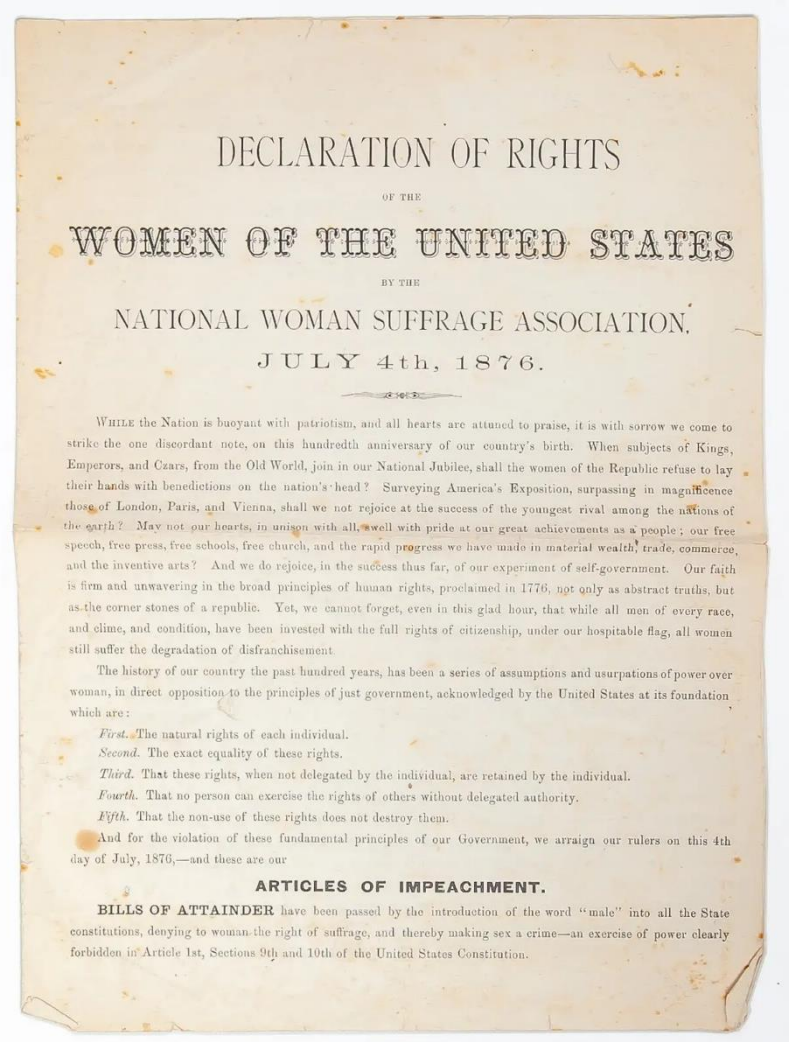 DECLARATION OF RIGHTS
OF THE
WOMEN OF THE UNITED STATES
BY THE
NATIONAL WOMAN SUFFRAGE ASSOCIATION,
JULY 4th, 1876.
WHILE the Nation is buoyant with patriotism, and all hearts are attuned to praise, it is with sorrow we come to
strike the one discordant note, on this hundredth anniversary of our country's birth. When subjects of Kings,
Emperors, and Czars, from the Old World, join in our National Jubilee, shall the women of the Republic refuse to lay
their hands with benedictions on the nation's head? Surveying America's Exposition, surpassing in magnificence
those of London, Paris, and Vienna, shall we not rejoice at the success of the youngest rival among the nations of
the earth? May not our hearts, in unison with all, swell with pride at our great achievements as a people; our free
speech, free press, free schools, free church, and the rapid progress we have made in material wealth, trade, commerce,
and the inventive arts? And we do rejoice, in the success thus far, of our experiment of self-government. Our faith
is firm and unwavering in the broad principles of human rights, proclaimed in 1776, not only as abstract truths, but
as the corner stones of a republic. Yet, we cannot forget, even in this glad hour, that while all men of every race,
and clime, and condition, have been invested with the full rights of citizenship, under our hospitable flag, all women
still suffer the degradation of disfranchisement
The history of our country the past hundred years, has been a series of assumptions and usurpations of power over
woman, in direct opposition to the principles of just government, acknowledged by the United States at its foundation
which are:
First. The natural rights of each individual.
Second. The exact equality of these rights.
Third. That these rights, when not delegated by the individual, are retained by the individual.
Fourth. That no person can exercise the rights of others without delegated authority.
Fifth. That the non-use of these rights does not destroy them.
And for the violation of these fundamental principles of our Government, we arraign our rulers on this 4th
day of July, 1876,—and these are our
ARTICLES OF IMPEACHMENT.
BILLS OF ATTAINDER have been passed by the introduction of the word "male" into all the State
constitutions, denying to woman the right of suffrage, and thereby making sex a crime—an exercise of power clearly
forbidden in Article 1st, Sections 9th and 10th of the United States Constitution.